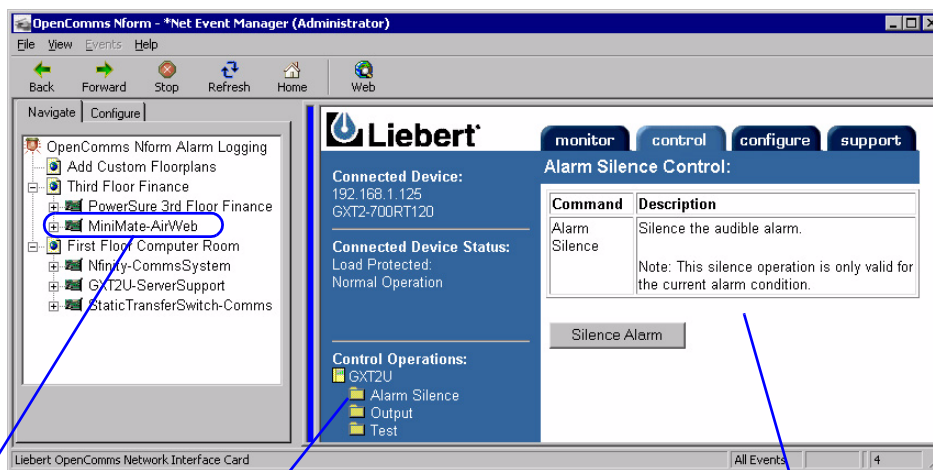 OpenComms Nform - *Net Event Manager (Administrator)
File View Events Help
Back Forward Stop Refresh Home Web
Navigate Configure
OpenComms Nform Alarm Logging
Add Custom Floorplans
Third Floor Finance
PowerSure 3rd Floor Finance
MiniMate-AirWeb
First Floor Computer Room
Nfinity-CommsSystem
GXT2U-ServerSupport
StaticTransferSwitch-Comms
Liebert
Connected Device:
192.168.1.125
GXT2-700RT120
Connected Device Status:
Load Protected:
Normal Operation
Control Operations:
GXT2U
Alarm Silence
Output
Test
monitor control configure support
Alarm Silence Control:
Command Description
Alarm Silence Silence the audible alarm.
Note: This silence operation is only valid for
the current alarm condition.
Silence Alarm
Liebert OpenComms Network Interface Card All Events 4